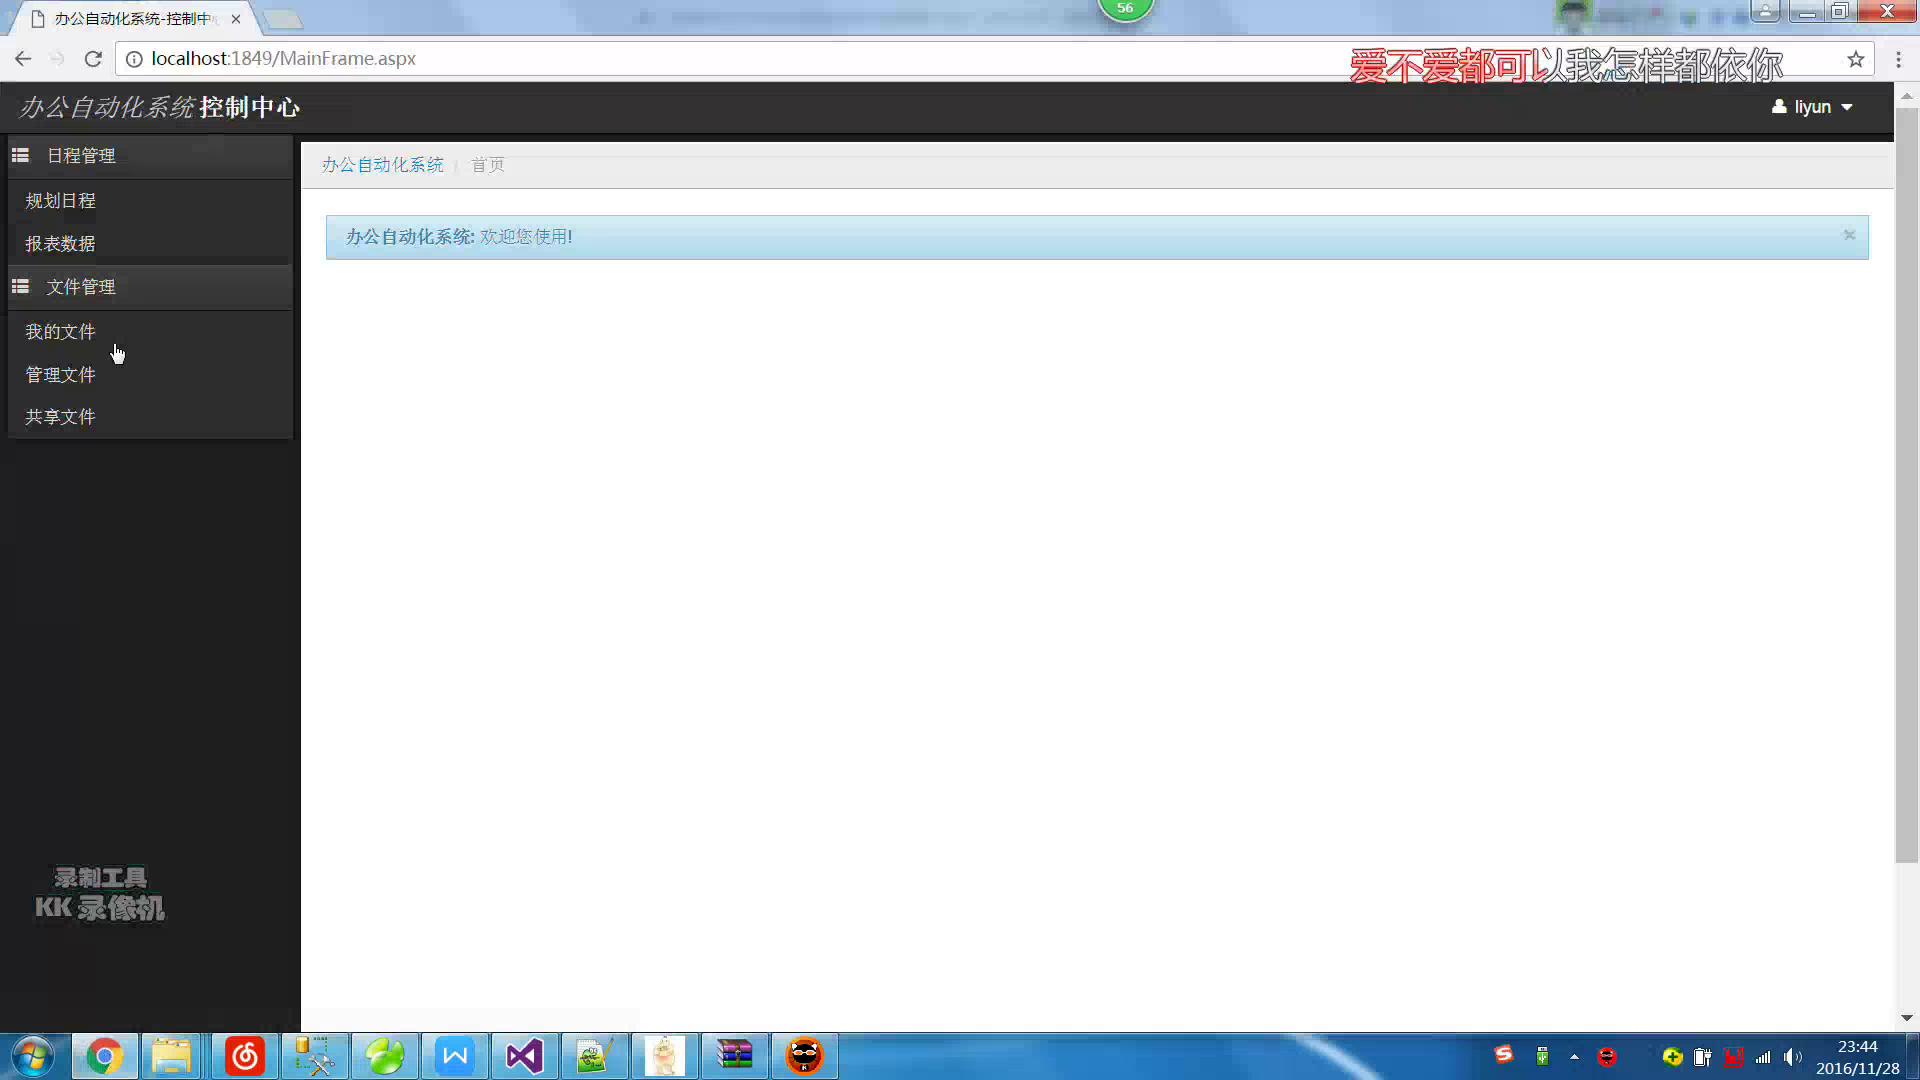 办公自动化系统-控制中
56
localhost:1849/MainFrame.aspx
爱不爱都可以我怎样都依你
办公自动化系统 控制中心
liyun
日程管理
规划日程
报表数据
文件管理
我的文件
管理文件
共享文件
办公自动化系统
首页
办公自动化系统: 欢迎您使用!
录制工具
KK 录像机
23:44
2016/11/28